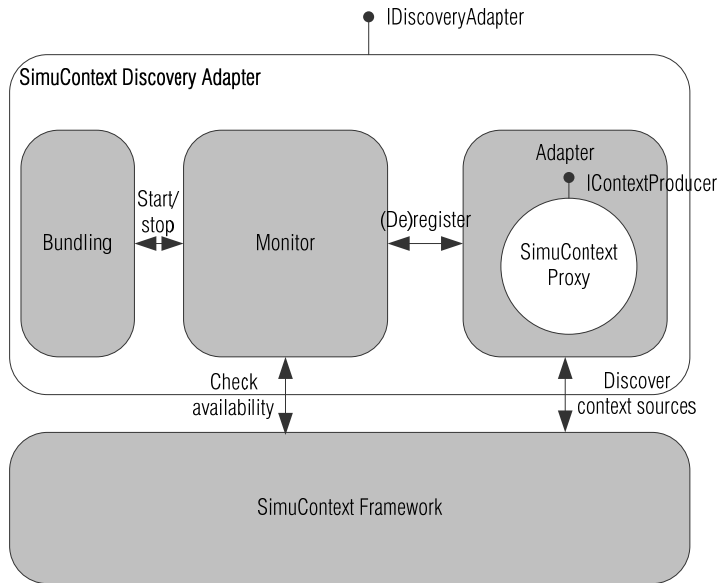 IDiscoveryAdapter
SimuContext Discovery Adapter
Adapter
IContextProducer
Start/
stop
(De)register
Bundling
Monitor
SimuContext
Proxy
Check
availability
Discover
context sources
SimuContext Framework